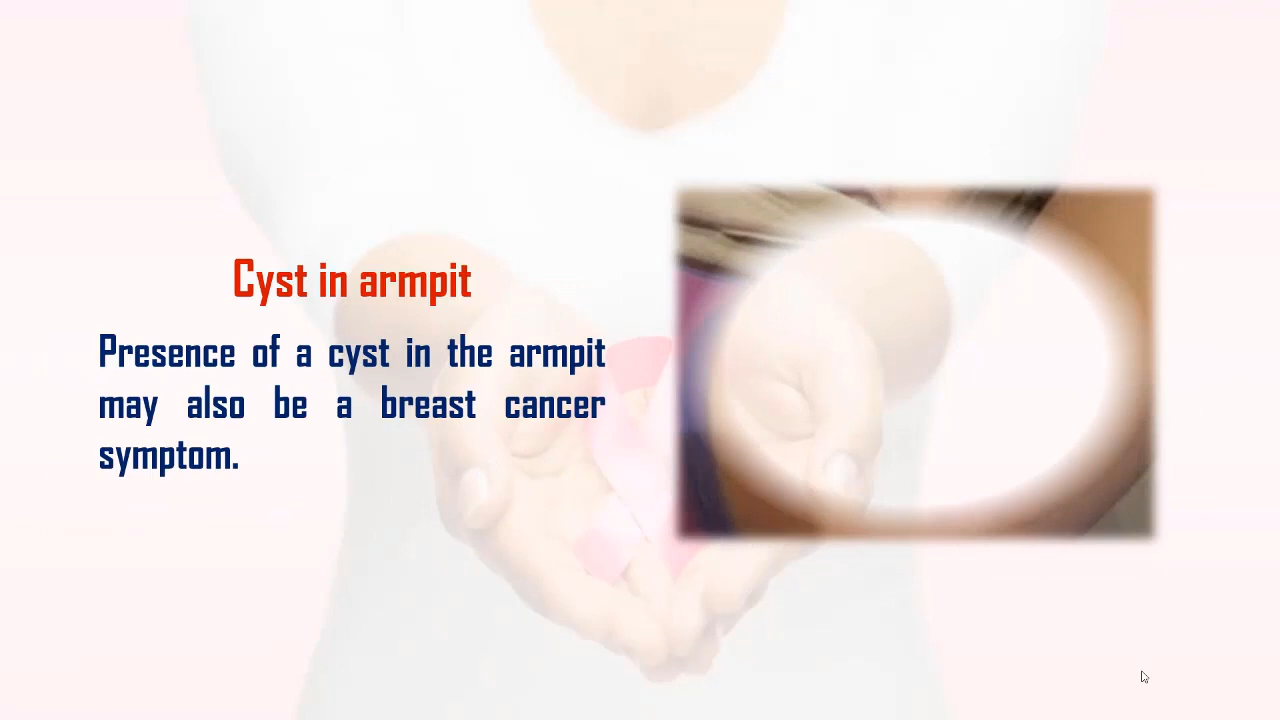 Cyst in armpit
Presence of a cyst in the armpit
may also be a breast cancer
symptom.